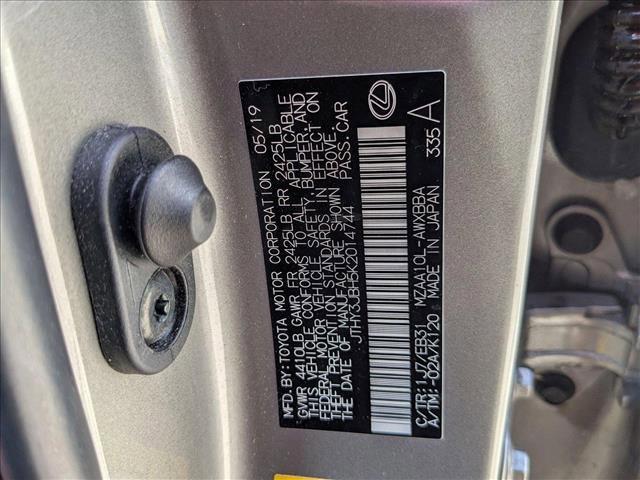 MFD.BY:TOYOTA MOTOR CORPORATION 05/19
GVWR 4410LB GAWR FR 2425LB RR 2425LB
THIS VEHICLE CONFORMS TO ALL APPLICABLE
FEDERAL MOTOR VEHICLE SAFETY, BUMPER, AND
THEFT PREVENTION STANDARDS IN EFFECT ON
THE DATE OF MANUFACTURE SHOWN ABOVE.
JTHY3JBH5K2014744 PASS.CAR
C/TR:1J7/EB31 MZAA10L-AWXBBA
A/TM:-02A/K120 MADE IN JAPAN 335 A